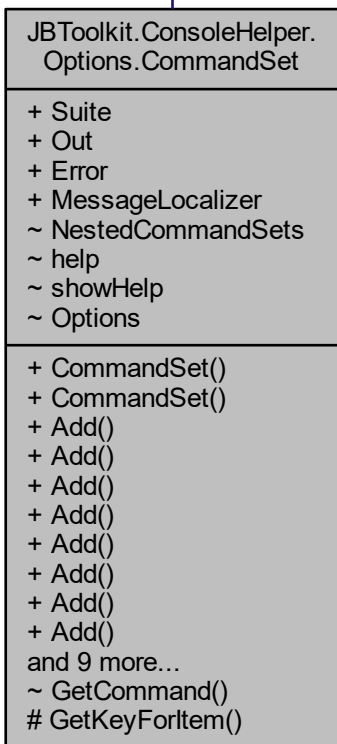 JBToolkit.ConsoleHelper.
Options.CommandSet
+ Suite
+ Out
+ Error
+ MessageLocalizer
~ NestedCommandSets
~ help
~ showHelp
~ Options
+ CommandSet()
+ CommandSet()
+ Add()
+ Add()
+ Add()
+ Add()
+ Add()
+ Add()
+ Add()
+ Add()
and 9 more...
~ GetCommand()
# GetKeyForItem()